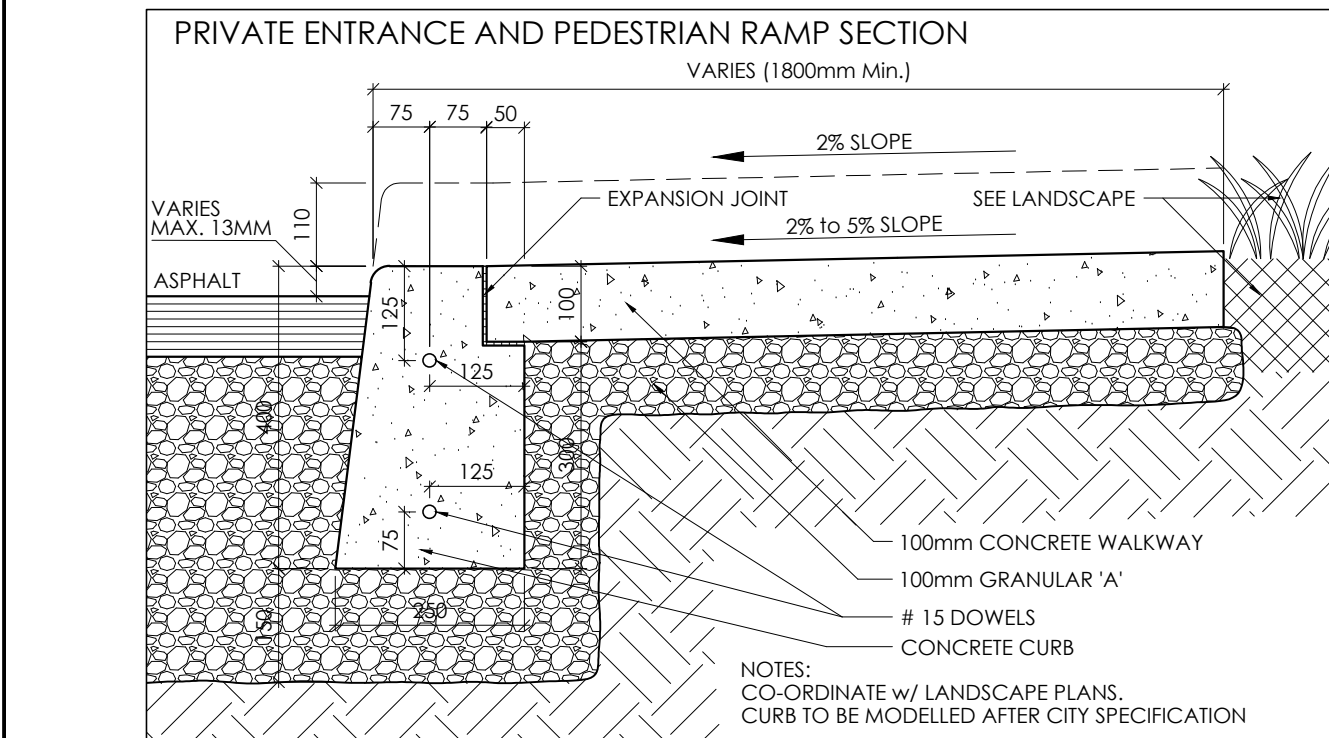 PRIVATE ENTRANCE AND PEDESTRIAN RAMP SECTION
VARIES (1800mm Min.)
75 75 50
2% SLOPE
EXPANSION JOINT
SEE LANDSCAPE
VARIES
MAX. 13MM
110
2% to 5% SLOPE
ASPHALT
125
100
125
400
300
125
75
100mm CONCRETE WALKWAY
100mm GRANULAR 'A'
# 15 DOWELS
250
150
CONCRETE CURB
NOTES:
CO-ORDINATE w/ LANDSCAPE PLANS.
CURB TO BE MODELLED AFTER CITY SPECIFICATION